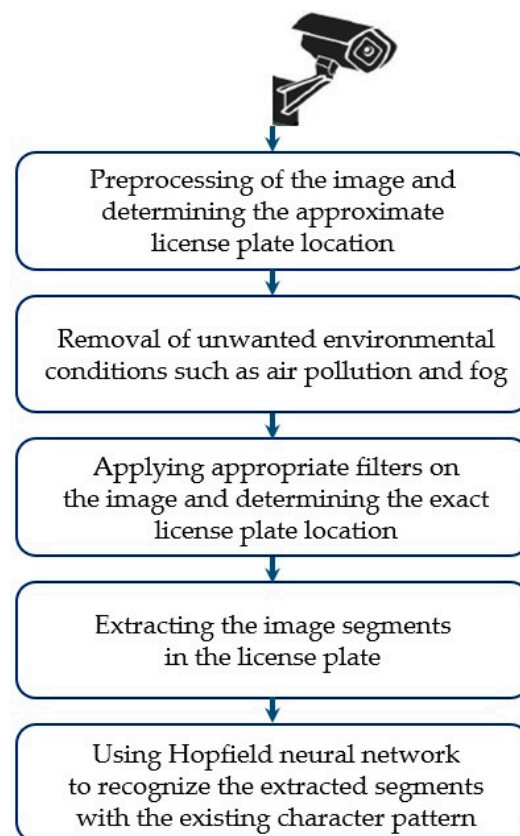 Preprocessing of the image and
determining the approximate
license plate location
Removal of unwanted environmental
conditions such as air pollution and fog
Applying appropriate filters on
the image and determining the exact
license plate location
Extracting the image segments
in the license plate
Using Hopfield neural network
to recognize the extracted segments
with the existing character pattern